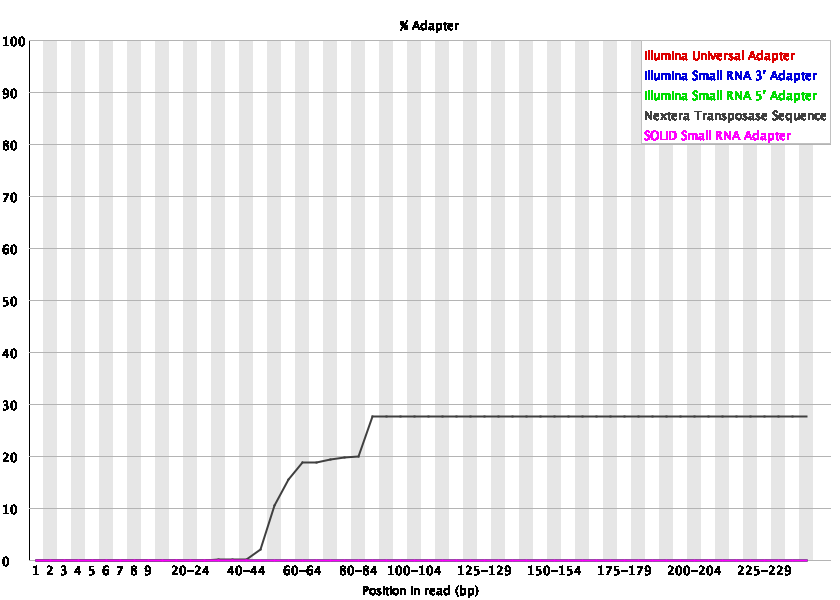 % Adapter
100
90
80
70
60
50
40
30
20
10
0
Illumina Universal Adapter
Illumina Small RNA 3' Adapter
Illumina Small RNA 5' Adapter
Nextera Transposase Sequence
SOLID Small RNA Adapter
1 2 3 4 5 6 7 8 9 20-24 40-44 60-64 80-84 100-104 125-129 150-154 175-179 200-204 225-229
Position in read (bp)